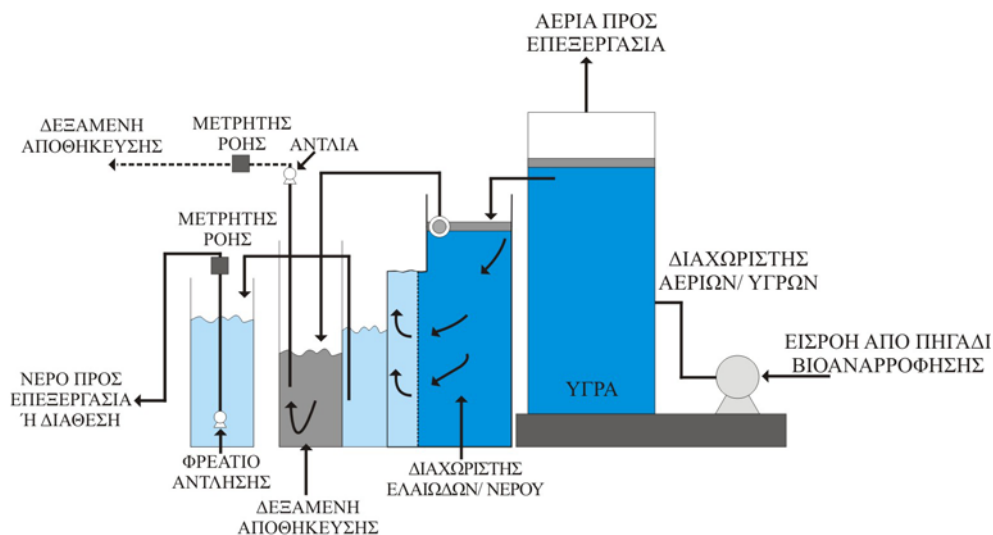 ΑΕΡΙΑ ΠΡΟΣ
ΕΠΕΞΕΡΓΑΣΙΑ
ΔΕΞΑΜΕΝΗ
ΑΠΟΘΗΚΕΥΣΗΣ
ΜΕΤΡΗΤΗΣ
ΡΟΗΣ
ΑΝΤΛΙΑ
ΜΕΤΡΗΤΗΣ
ΡΟΗΣ
ΔΙΑΧΩΡΙΣΤΗΣ
ΑΕΡΙΩΝ/ ΥΓΡΩΝ
ΕΙΣΡΟΗ ΑΠΟ ΠΗΓΑΔΙ
ΒΙΟΑΝΑΡΡΟΦΗΣΗΣ
ΝΕΡΟ ΠΡΟΣ
ΕΠΕΞΕΡΓΑΣΙΑ
Ή ΔΙΑΘΕΣΗ
ΥΓΡΑ
ΦΡΕΑΤΙΟ
ΑΝΤΛΗΣΗΣ
ΔΙΑΧΩΡΙΣΤΗΣ
ΕΛΑΙΩΔΩΝ/ ΝΕΡΟΥ
ΔΕΞΑΜΕΝΗ
ΑΠΟΘΗΚΕΥΣΗΣ